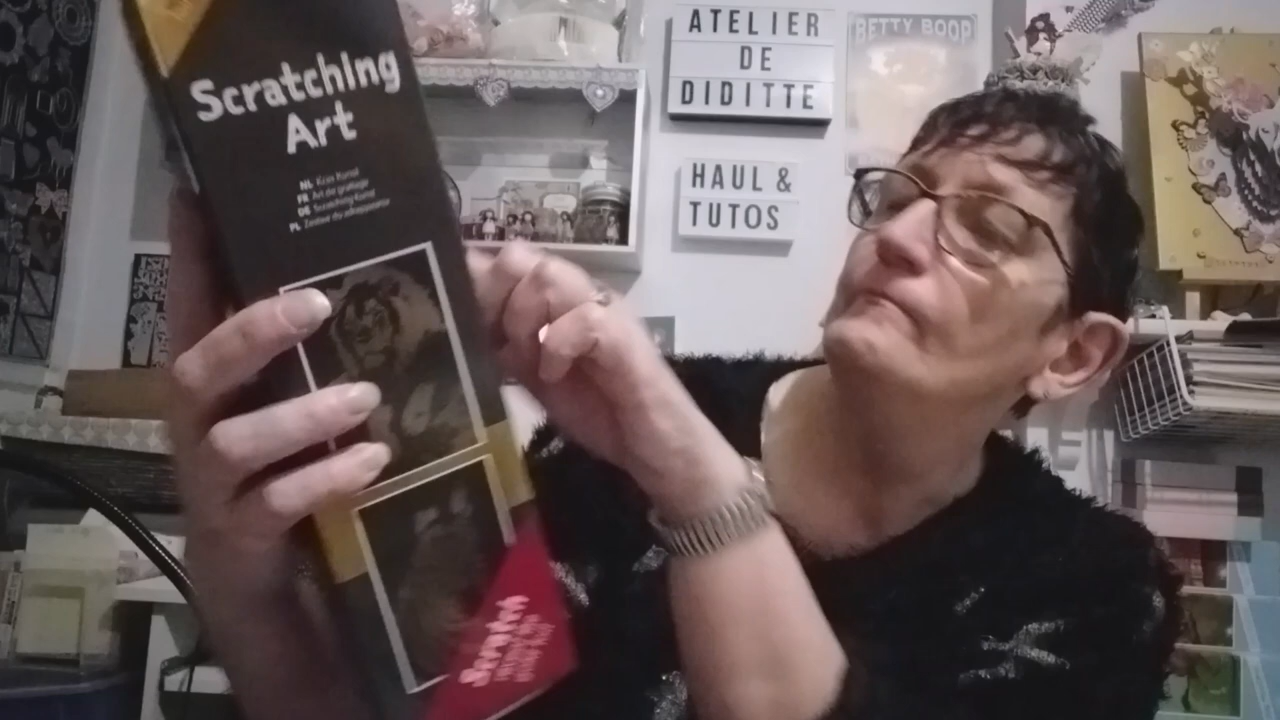 Scratching
Art
NL Kras Kunst
FR Art de grattage
DE Scratching Kunst
PL Zestaw do
Scratch
ATELIER
DE
DIDITTE
HAUL &
TUTOS
BETTY BOOP